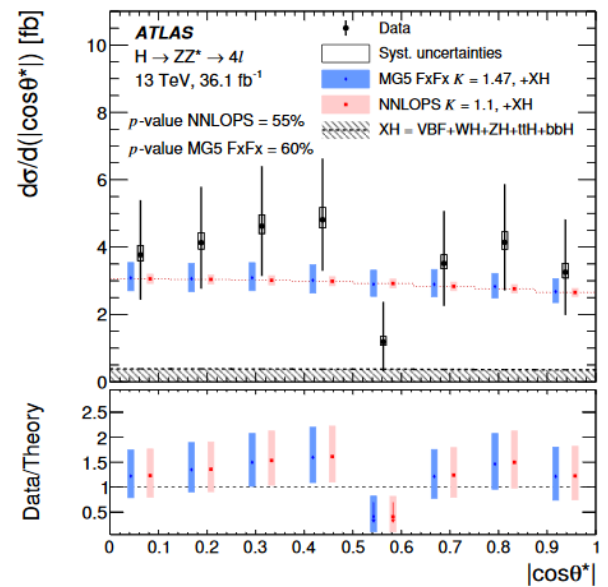 ATLAS
H → ZZ* → 4l
13 TeV, 36.1 fb⁻¹
p-value NNLOPS = 55%
p-value MG5 FxFx = 60%
Data
Syst. uncertainties
MG5 FxFx K = 1.47, +XH
NNLOPS K = 1.1, +XH
XH = VBF+WH+ZH+ttH+bbH
dσ/d(|cosθ*|) [fb]
10
8
6
4
2
0
Data/Theory
2.5
2
1.5
1
0.5
0 0.1 0.2 0.3 0.4 0.5 0.6 0.7 0.8 0.9 1
|cosθ*|